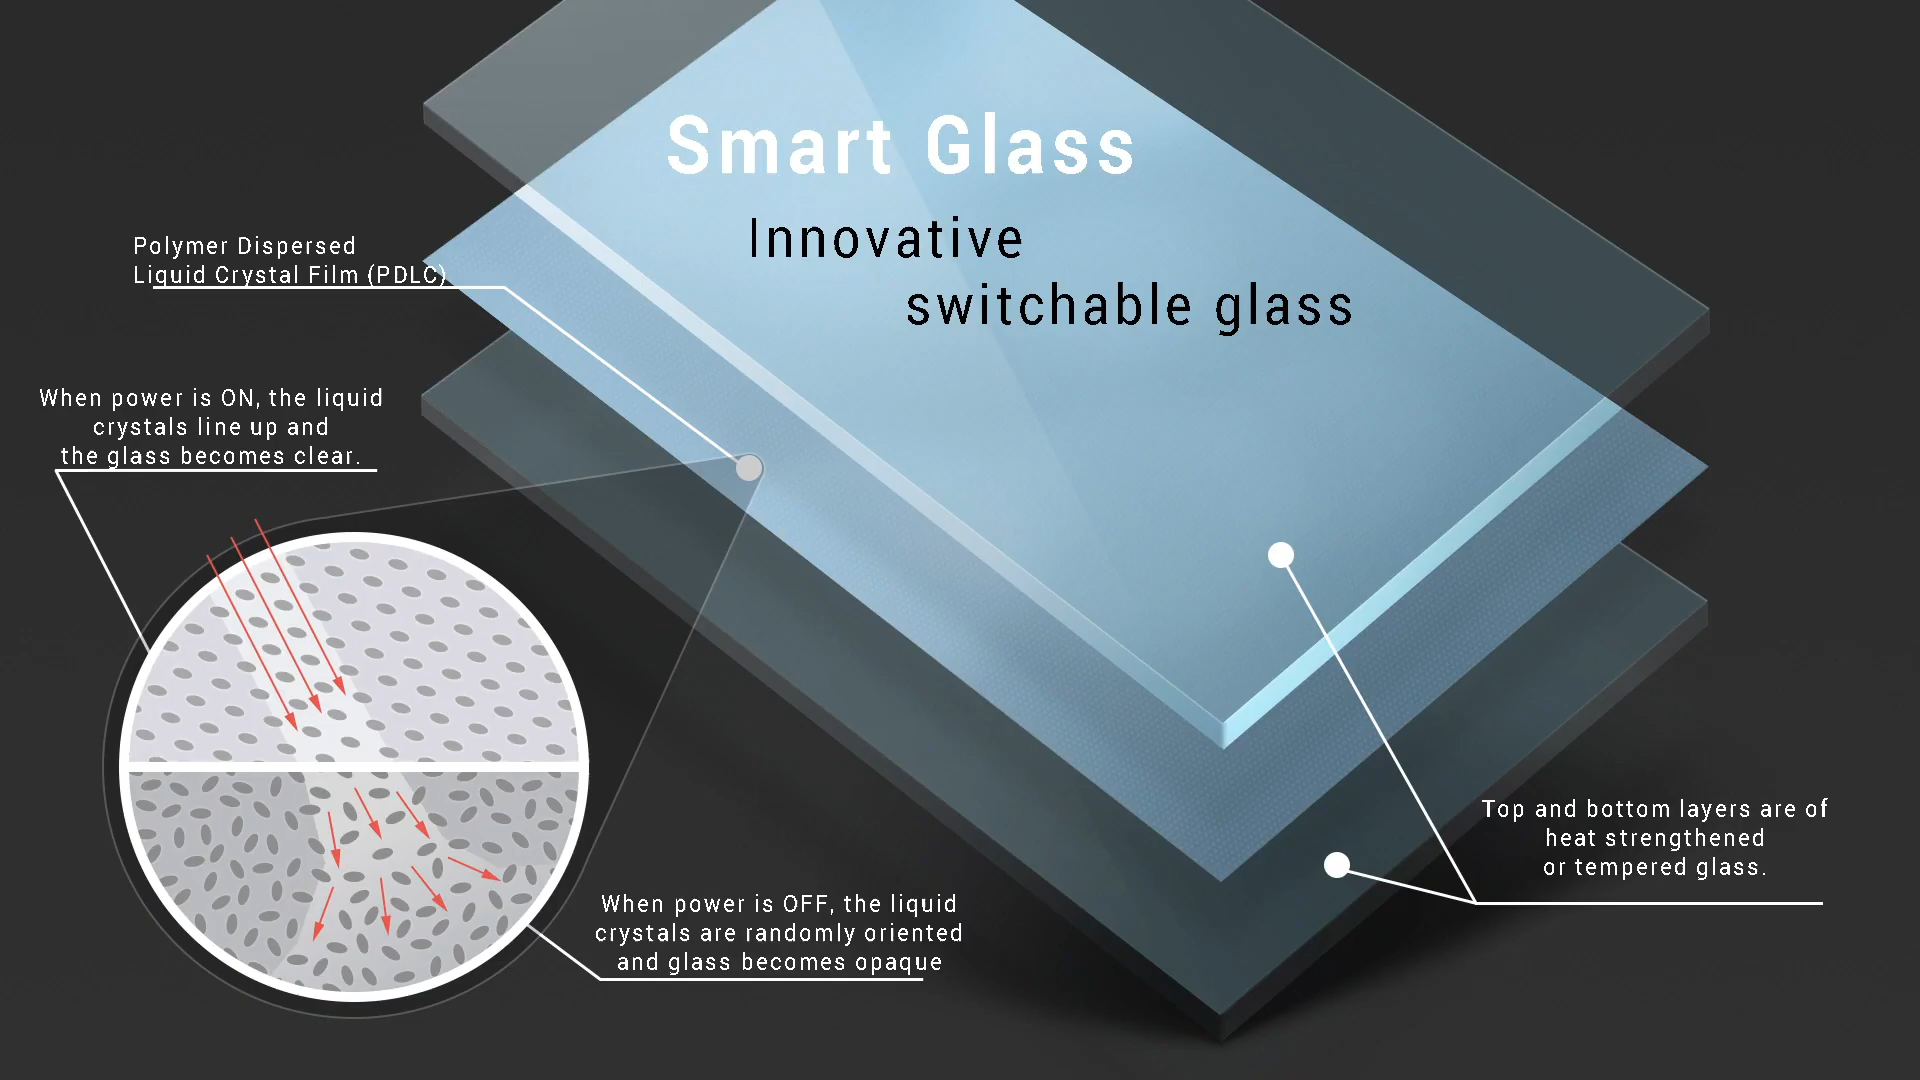 Smart Glass
Innovative
switchable glass
Polymer Dispersed
Liquid Crystal Film (PDLC)
When power is ON, the liquid
crystals line up and
the glass becomes clear.
Top and bottom layers are of
heat strengthened
or tempered glass.
When power is OFF, the liquid
crystals are randomly oriented
and glass becomes opaque